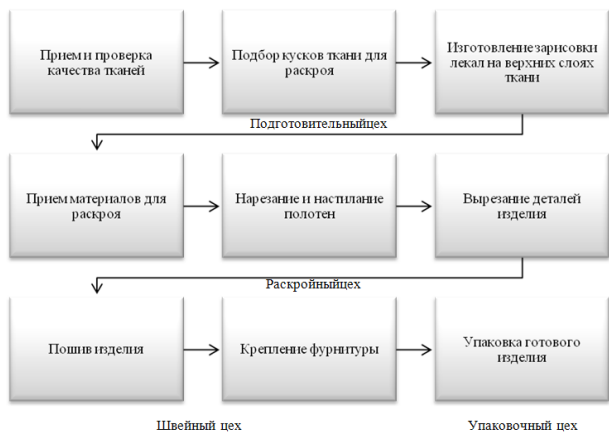 Прием и проверка
качества тканей
Подбор кусков ткани для
раскроя
Изготовление зарисовки
лекал на верхних слоях
ткани
Подготовительныйцех
Прием материалов для
раскроя
Нарезание и настилание
полотен
Вырезание деталей
изделия
Раскройныйцех
Пошив изделия
Крепление фурнитуры
Упаковка готового
изделия
Швейный цех
Упаковочный цех